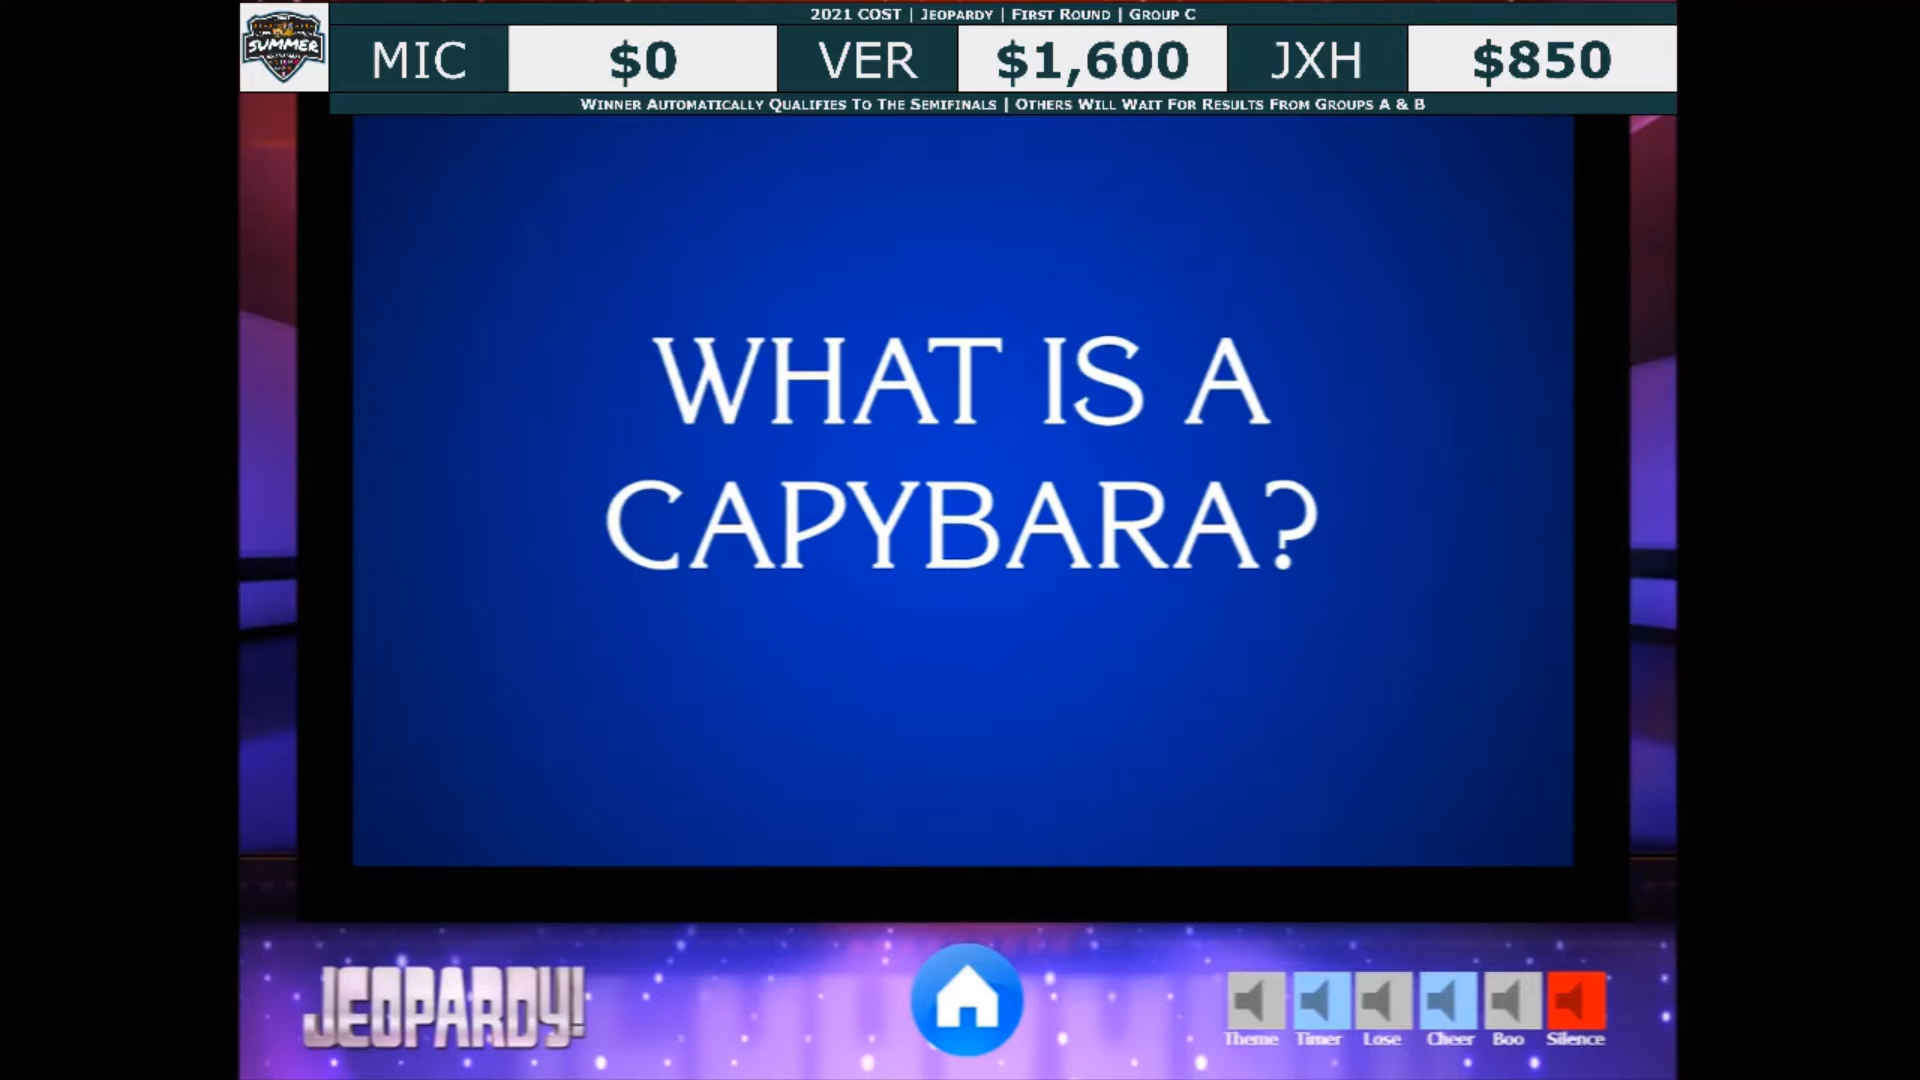 2021 COST | JEOPARDY | FIRST ROUND | GROUP C
SUMMER
MIC $0 VER $1,600 JXH $850
WINNER AUTOMATICALLY QUALIFIES TO THE SEMIFINALS | OTHERS WILL WAIT FOR RESULTS FROM GROUPS A & B
WHAT IS A
CAPYBARA?
JEOPARDY!
Theme Timer Lose Cheer Boo Silence